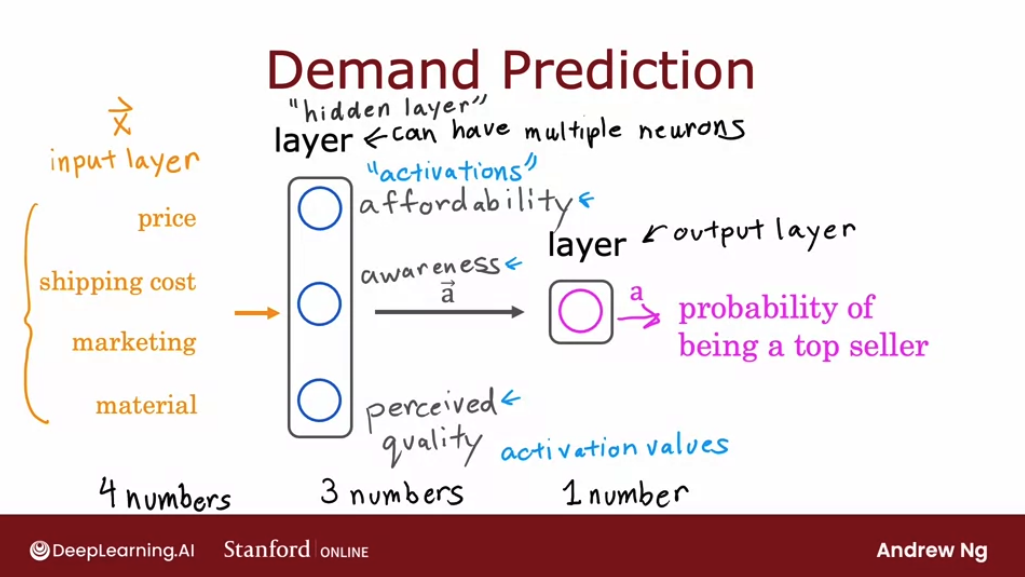 Demand Prediction
x
input layer
price
shipping cost
marketing
material
4 numbers
"hidden layer"
layer ← can have multiple neurons
"activations"
affordability ←
awareness ←
a
perceived ←
quality
activation values
3 numbers
layer ↙ output layer
a
probability of
being a top seller
1 number
DeepLearning.AI Stanford | ONLINE
Andrew Ng